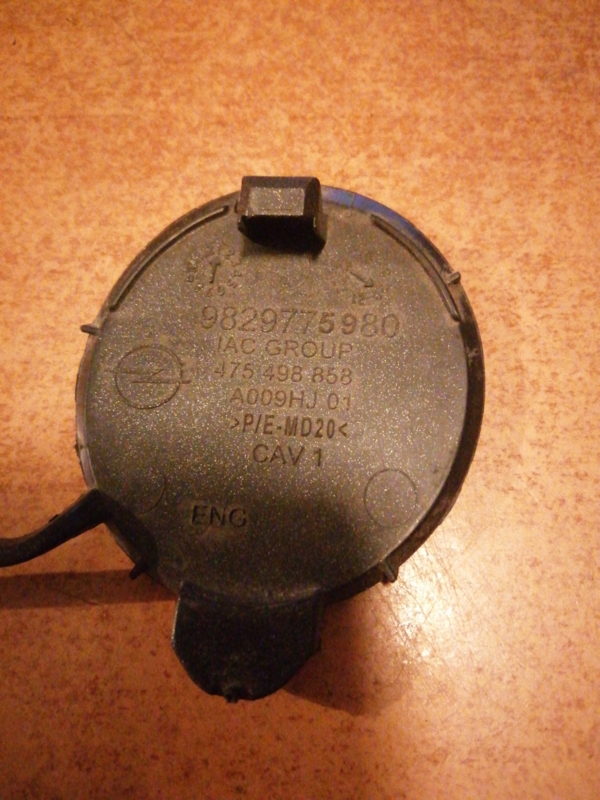 9829775980
IAC GROUP
475 498 858
A009HJ 01
>P/E-MD20<
CAV 1
ENG